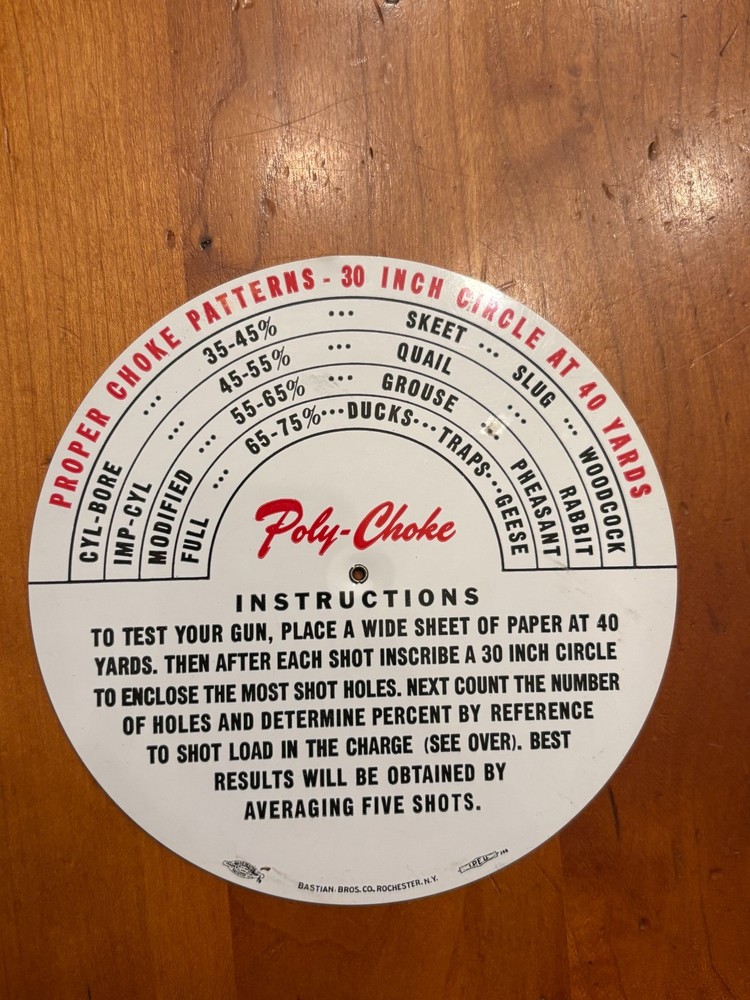 PROPER CHOKE PATTERNS - 30 INCH CIRCLE AT 40 YARDS
CYL-BORE ... 35-45% ... SKEET ... SLUG ... WOODCOCK
IMP-CYL ... 45-55% ... QUAIL ... RABBIT
MODIFIED ... 55-65% ... GROUSE ... PHEASANT
FULL ... 65-75% ... DUCKS ... TRAPS ... GEESE
Poly-Choke
INSTRUCTIONS
TO TEST YOUR GUN, PLACE A WIDE SHEET OF PAPER AT 40
YARDS. THEN AFTER EACH SHOT INSCRIBE A 30 INCH CIRCLE
TO ENCLOSE THE MOST SHOT HOLES. NEXT COUNT THE NUMBER
OF HOLES AND DETERMINE PERCENT BY REFERENCE
TO SHOT LOAD IN THE CHARGE (SEE OVER). BEST
RESULTS WILL BE OBTAINED BY
AVERAGING FIVE SHOTS.
BASTIAN BROS. CO. ROCHESTER, N.Y.